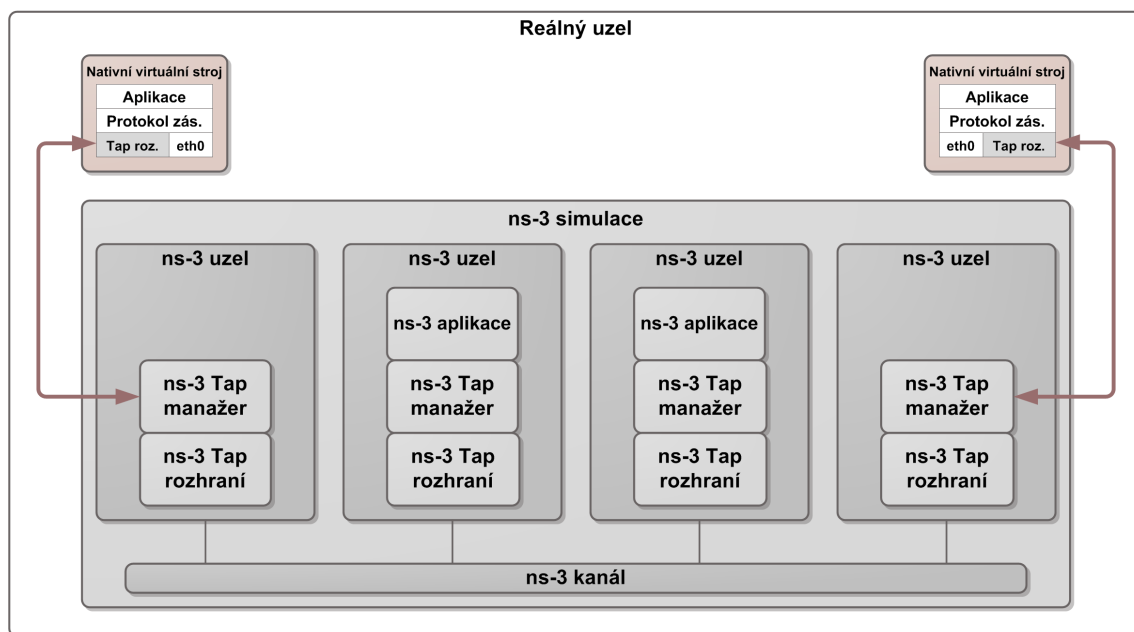 Reálný uzel
Nativní virtuální stroj
Aplikace
Protokol zás.
Tap roz.
eth0
Nativní virtuální stroj
Aplikace
Protokol zás.
eth0
Tap roz.
ns-3 simulace
ns-3 uzel
ns-3 Tap
manažer
ns-3 Tap
rozhraní
ns-3 uzel
ns-3 aplikace
ns-3 Tap
manažer
ns-3 Tap
rozhraní
ns-3 uzel
ns-3 aplikace
ns-3 Tap
manažer
ns-3 Tap
rozhraní
ns-3 uzel
ns-3 Tap
manažer
ns-3 Tap
rozhraní
ns-3 kanál